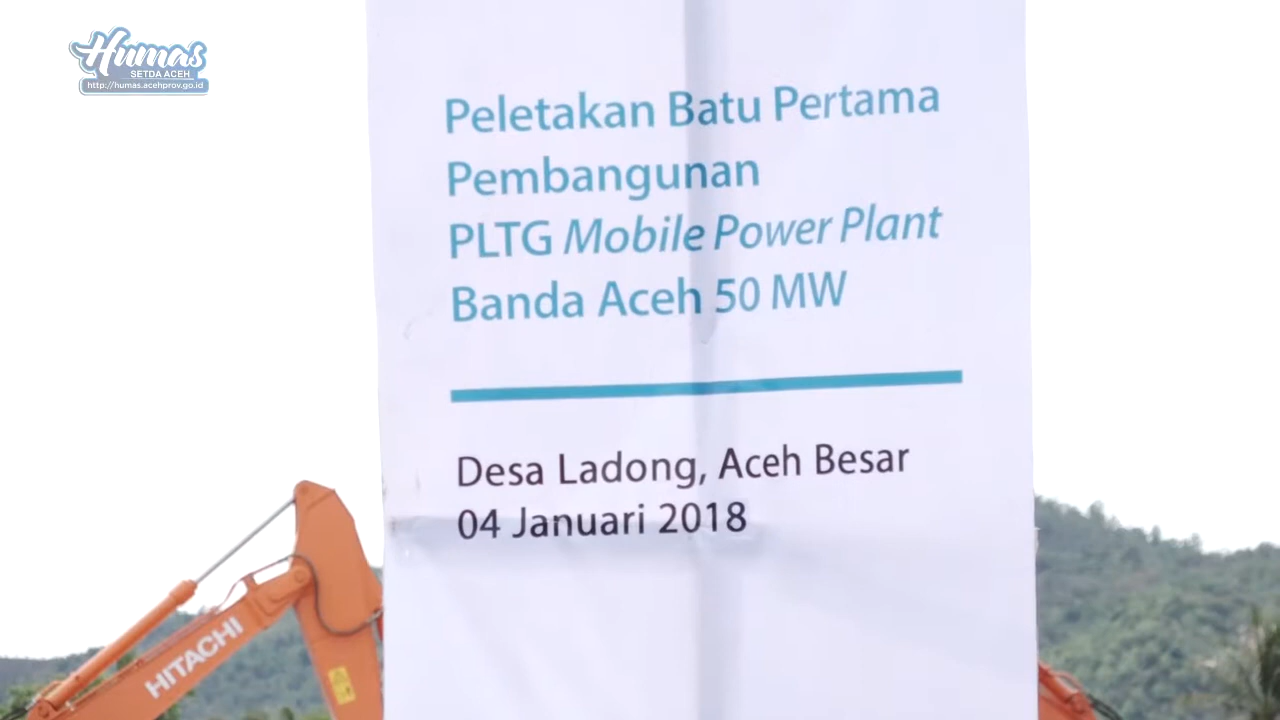 Humas
SETDA ACEH
http://humas.acehprov.go.id
Peletakan Batu Pertama
Pembangunan
PLTG Mobile Power Plant
Banda Aceh 50 MW
Desa Ladong, Aceh Besar
04 Januari 2018
HITACHI